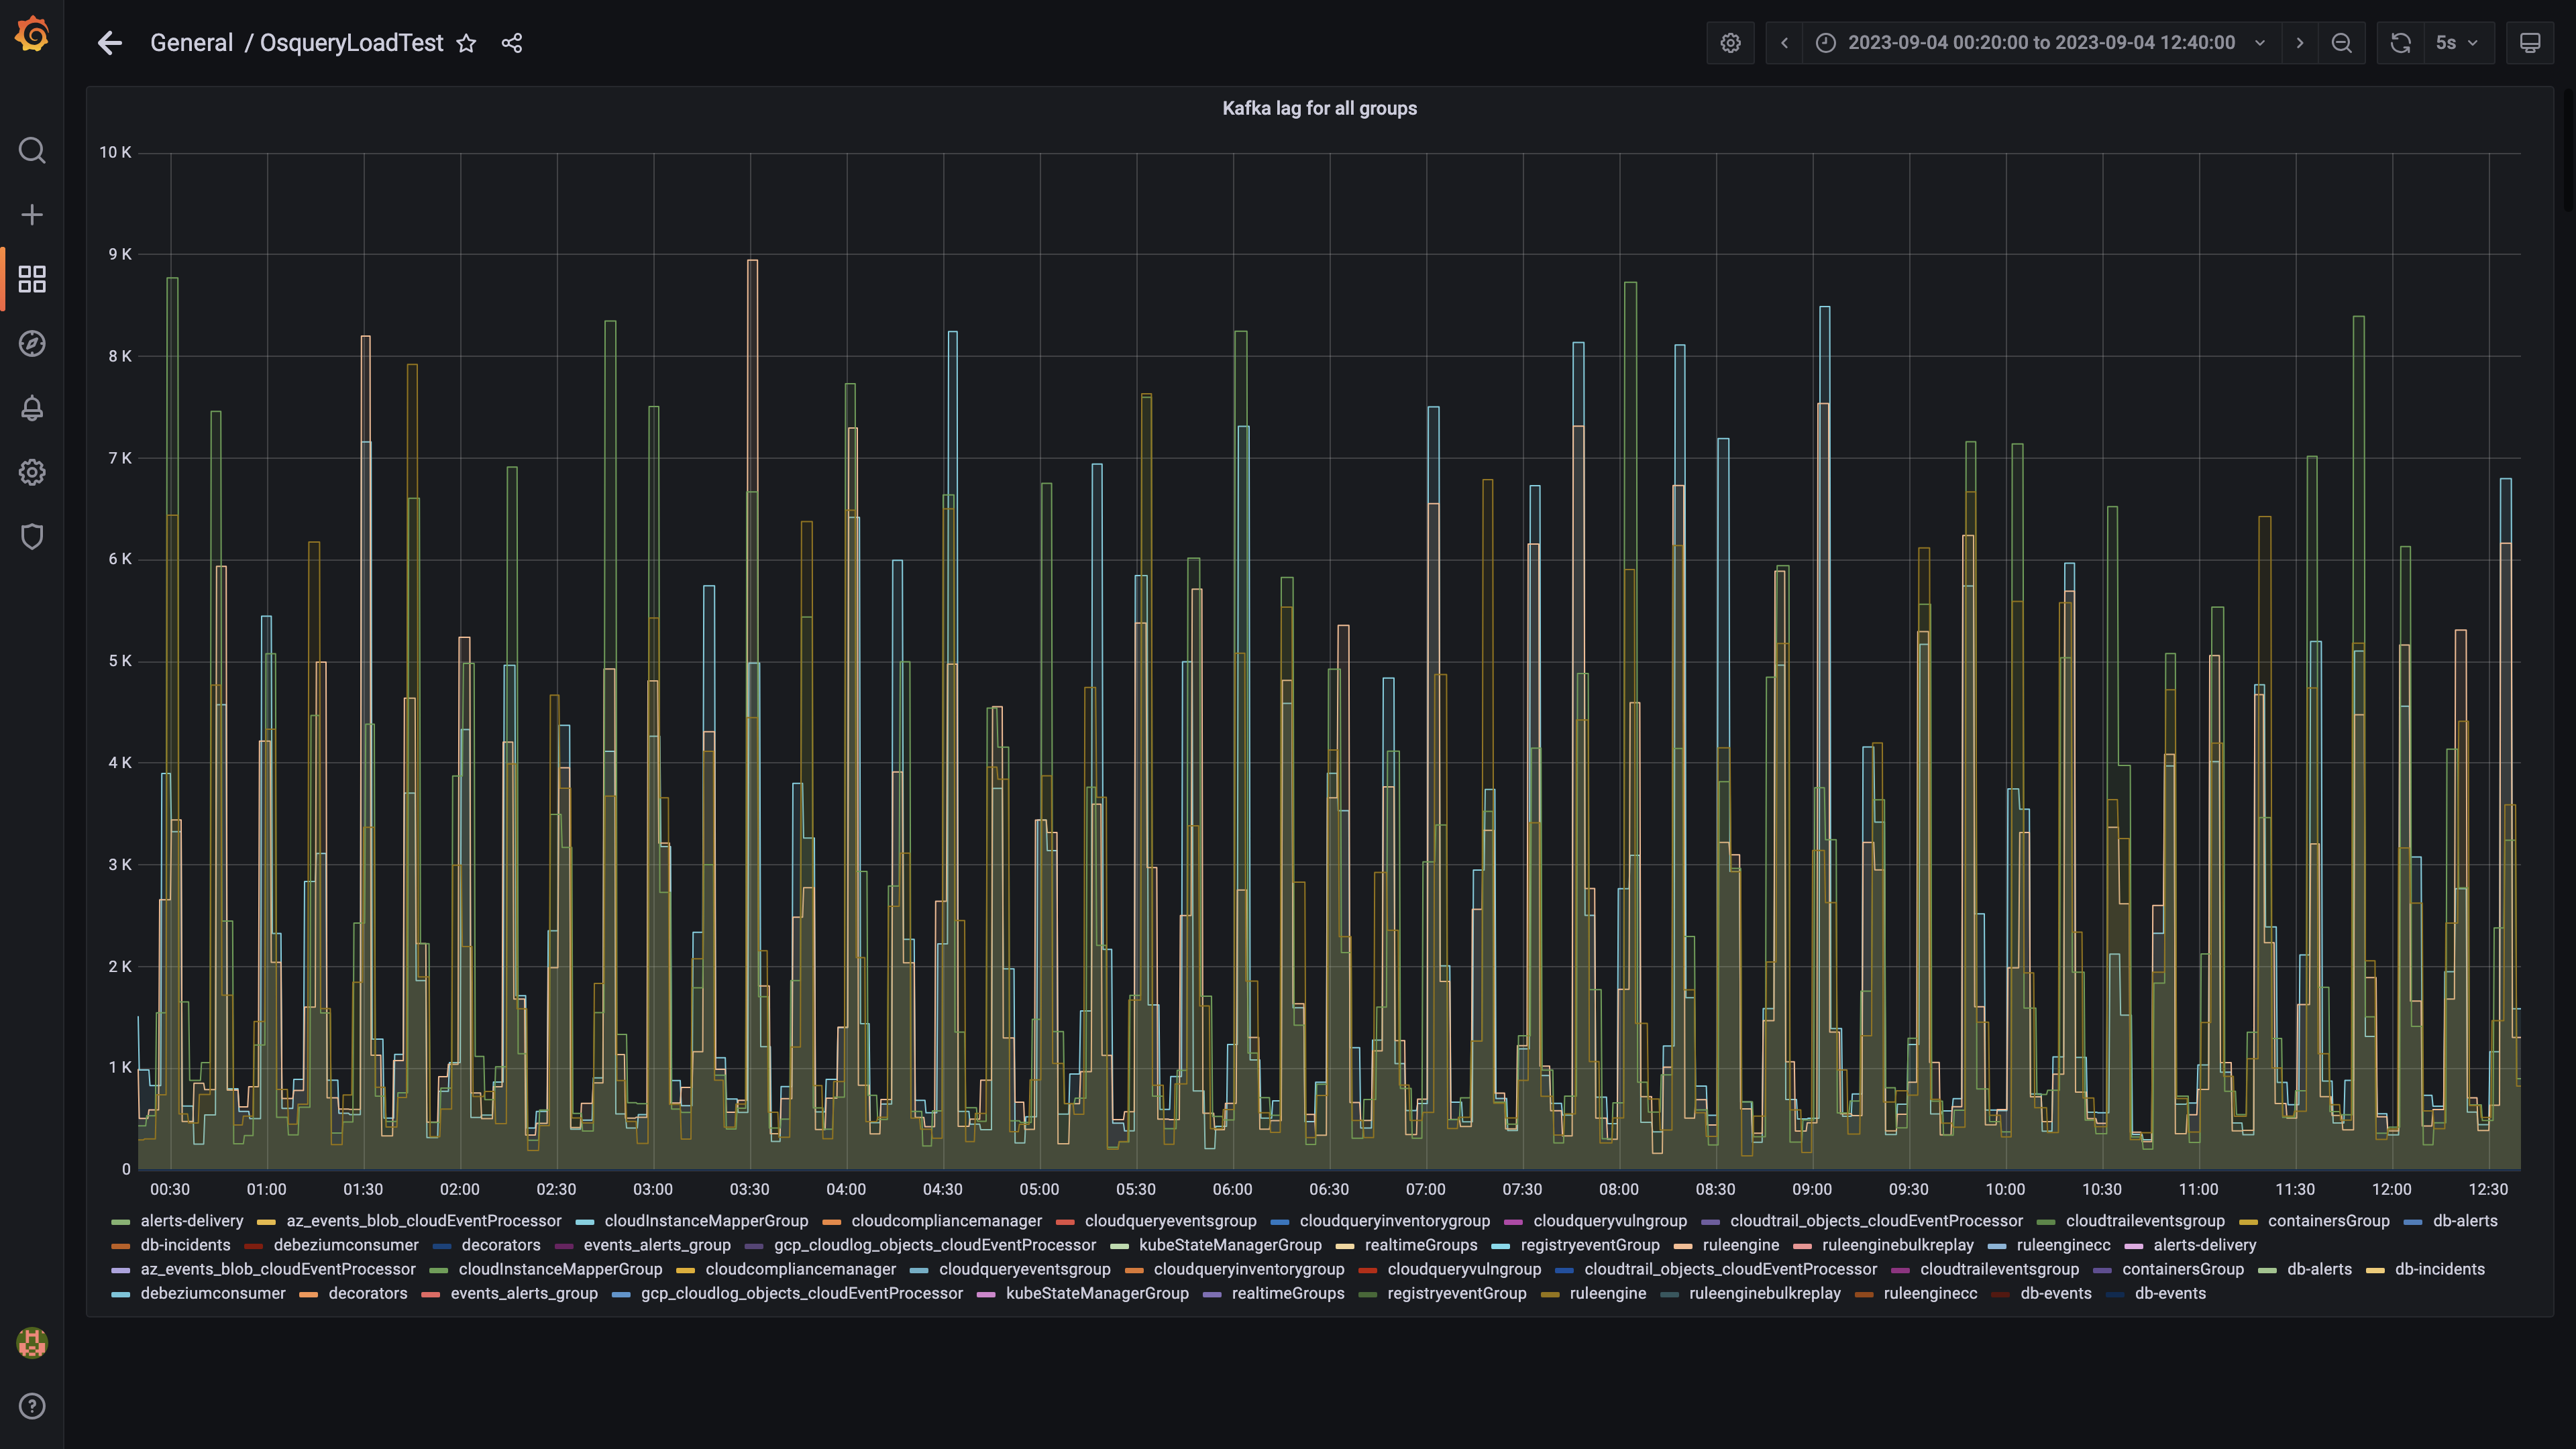 General / OsqueryLoadTest
2023-09-04 00:20:00 to 2023-09-04 12:40:00
5s
Kafka lag for all groups
10 K
9 K
8 K
7 K
6 K
5 K
4 K
3 K
2 K
1 K
0
00:30 01:00 01:30 02:00 02:30 03:00 03:30 04:00 04:30 05:00 05:30 06:00 06:30 07:00 07:30 08:00 08:30 09:00 09:30 10:00 10:30 11:00 11:30 12:00 12:30
alerts-delivery az_events_blob_cloudEventProcessor cloudInstanceMapperGroup cloudcompliancemanager cloudqueryeventsgroup cloudqueryinventorygroup cloudqueryvulngroup cloudtrail_objects_cloudEventProcessor cloudtraileventsgroup containersGroup db-alerts
db-incidents debeziumconsumer decorators events_alerts_group gcp_cloudlog_objects_cloudEventProcessor kubeStateManagerGroup realtimeGroups registryeventGroup ruleengine ruleenginebulkreplay ruleenginecc alerts-delivery
az_events_blob_cloudEventProcessor cloudInstanceMapperGroup cloudcompliancemanager cloudqueryeventsgroup cloudqueryinventorygroup cloudqueryvulngroup cloudtrail_objects_cloudEventProcessor cloudtraileventsgroup containersGroup db-alerts db-incidents
debeziumconsumer decorators events_alerts_group gcp_cloudlog_objects_cloudEventProcessor kubeStateManagerGroup realtimeGroups registryeventGroup ruleengine ruleenginebulkreplay ruleenginecc db-events db-events